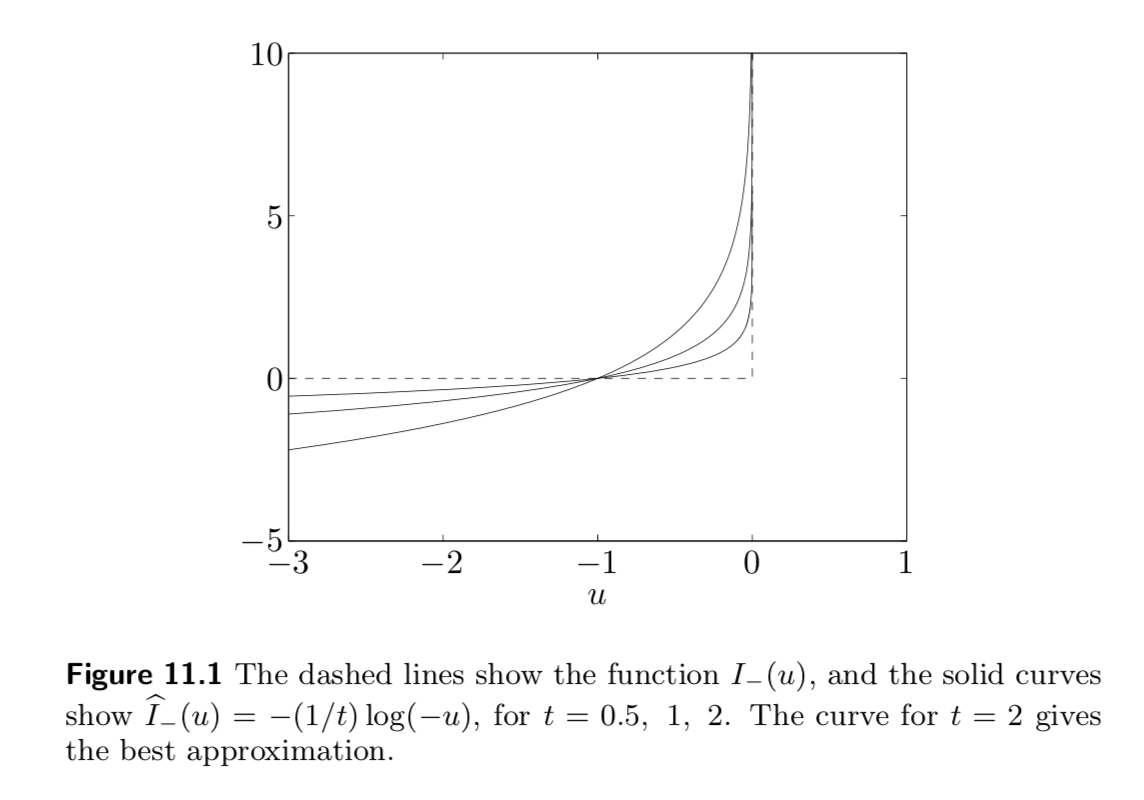 10
5
0
−5
−3 −2 −1 0 1
u
Figure 11.1 The dashed lines show the function I₋(u), and the solid curves
show Î₋(u) = −(1/t) log(−u), for t = 0.5, 1, 2. The curve for t = 2 gives
the best approximation.